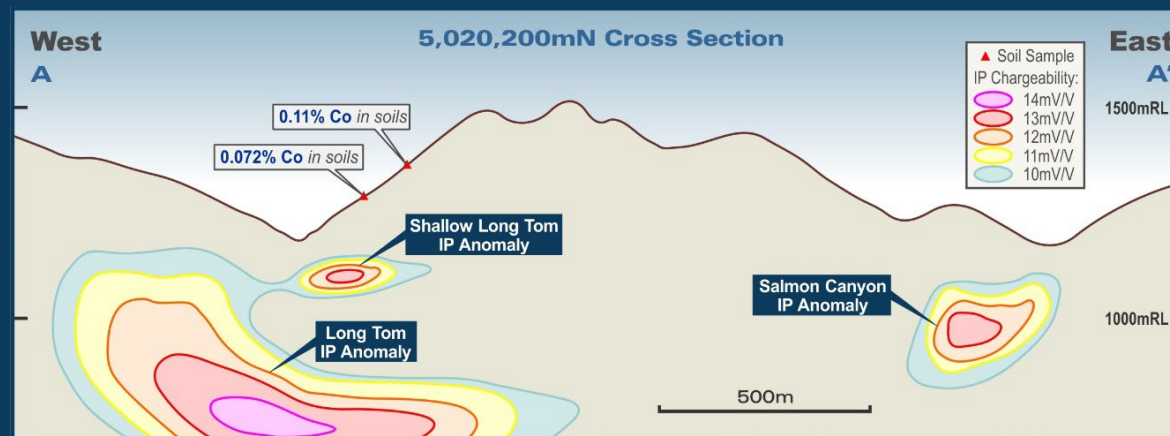 West
5,020,200mN Cross Section
East
A
A'
Soil Sample
IP Chargeability:
14mV/V
13mV/V
12mV/V
11mV/V
10mV/V
1500mRL
0.11% Co in soils
0.072% Co in soils
Shallow Long Tom
IP Anomaly
Salmon Canyon
IP Anomaly
1000mRL
Long Tom
IP Anomaly
500m